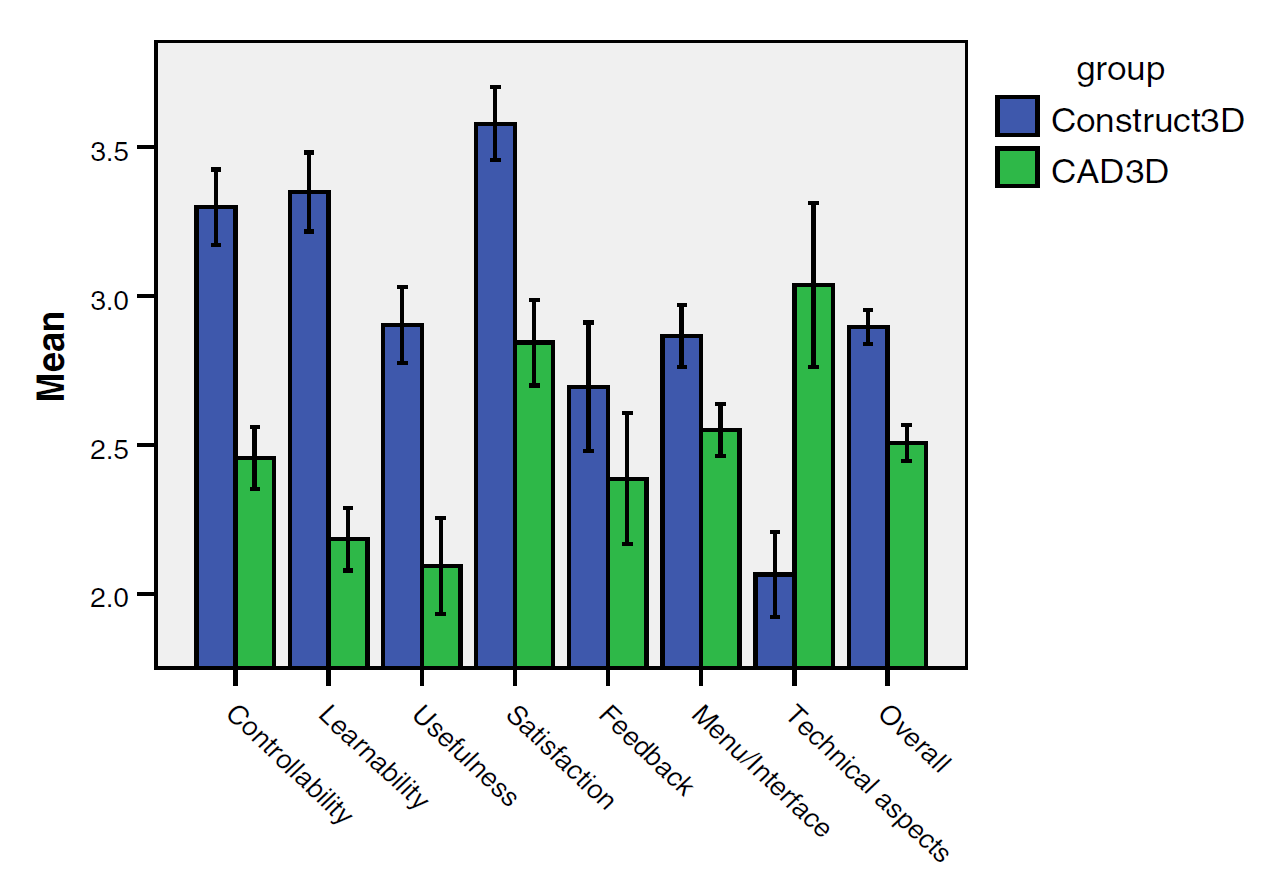 group
Construct3D
CAD3D
Mean
3.5
3.0
2.5
2.0
Controllability
Learnability
Usefulness
Satisfaction
Feedback
Menu/Interface
Technical aspects
Overall